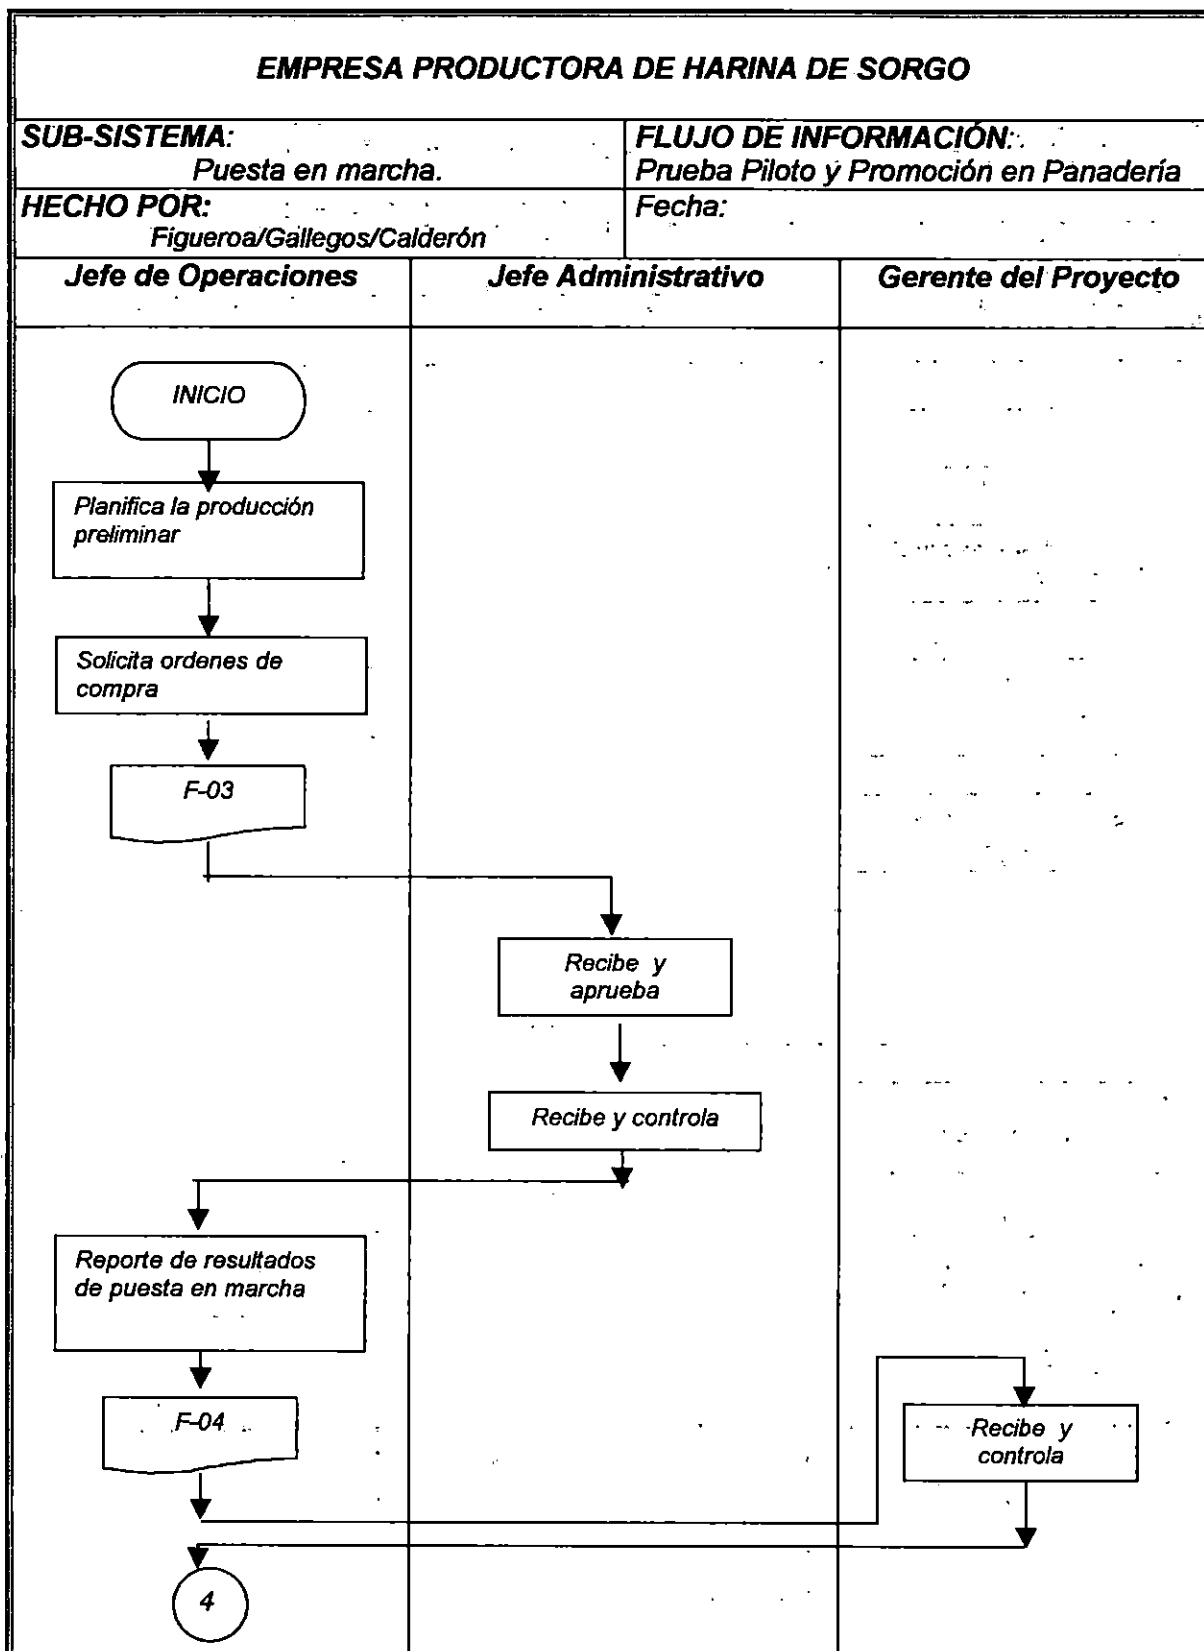 EMPRESA PRODUCTORA DE HARINA DE SORGO
SUB-SISTEMA:
Puesta en marcha.
FLUJO DE INFORMACIÓN:
Prueba Piloto y Promoción en Panadería
HECHO POR:
Figueroa/Gallegos/Calderón
Fecha:
Jefe de Operaciones
Jefe Administrativo
Gerente del Proyecto
INICIO
Planifica la producción
preliminar
Solicita ordenes de
compra
F-03
Recibe y
aprueba
Recibe y controla
Reporte de resultados
de puesta en marcha
F-04
Recibe y
controla
4